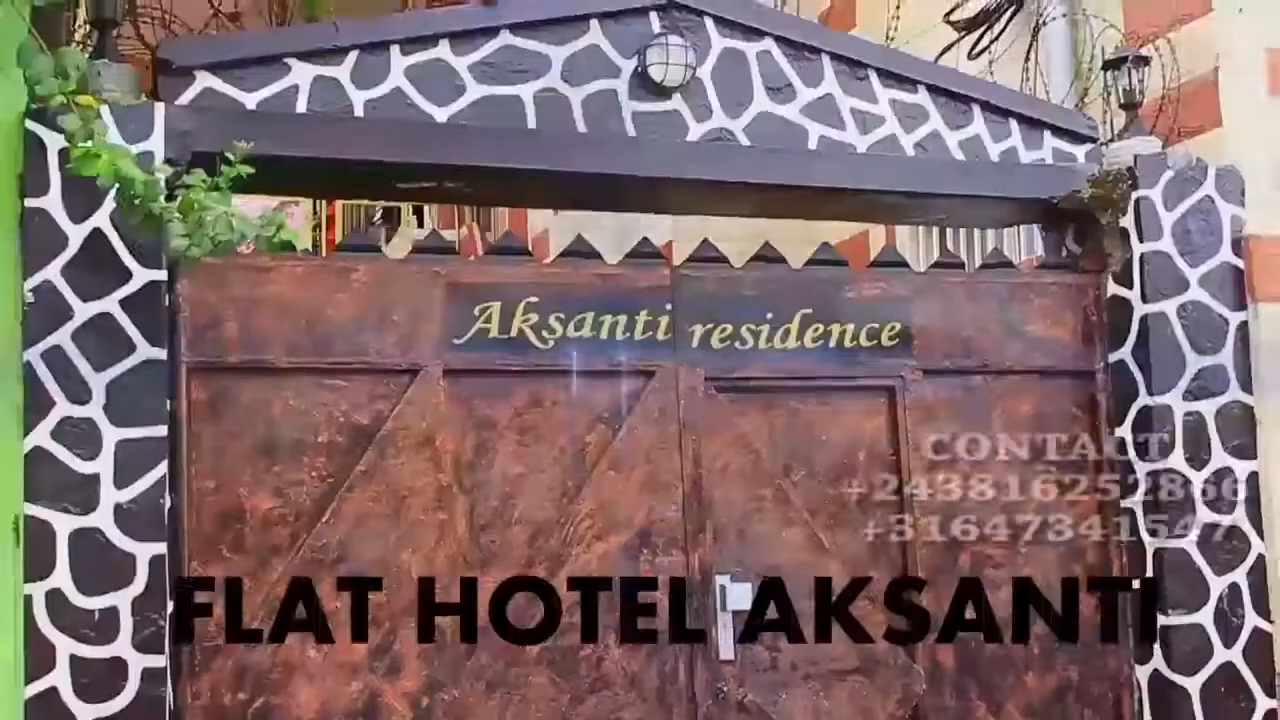 Aksanti residence
CONTACT
+243816252866
+31647341547
FLAT HOTEL AKSANTI